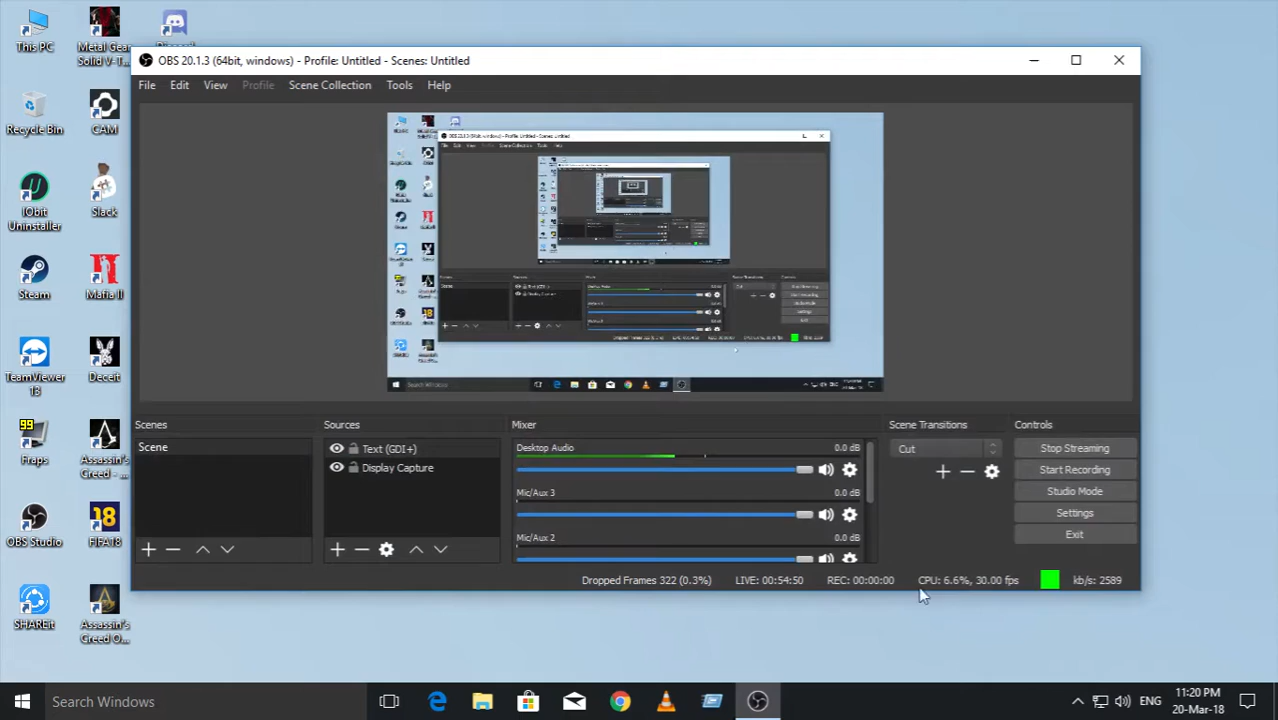 This PC
Metal Gear
Solid V-T...
Recycle Bin
CAM
IObit
Uninstaller
Slack
Steam
Mafia II
TeamViewer
13
Deceit
99
Fraps
Assassin's
Creed - ...
OBS Studio
18
FIFA18
SHAREit
Assassin's
Creed O...
OBS 20.1.3 (64bit, windows) - Profile: Untitled - Scenes: Untitled
File Edit View Profile Scene Collection Tools Help
Scenes
Scene
Sources
Text (GDI+)
Display Capture
Mixer
Desktop Audio 0.0 dB
Mic/Aux 3 0.0 dB
Mic/Aux 2 0.0 dB
Scene Transitions
Cut
Controls
Stop Streaming
Start Recording
Studio Mode
Settings
Exit
Dropped Frames 322 (0.3%) LIVE: 00:54:50 REC: 00:00:00 CPU: 6.6%, 30.00 fps kb/s: 2589
Search Windows
ENG
11:20 PM
20-Mar-18